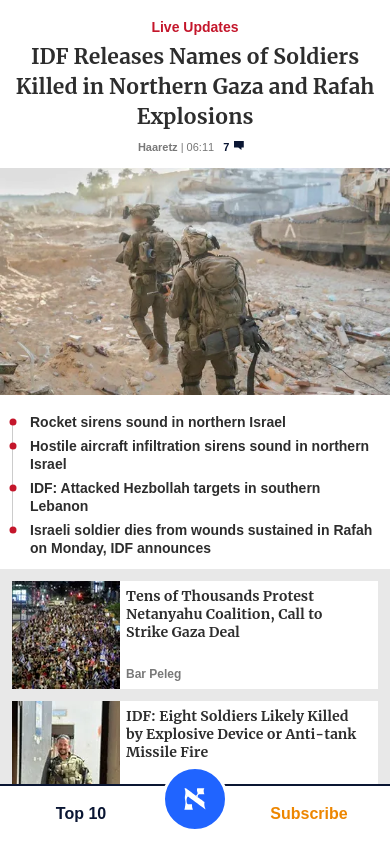 Live Updates
IDF Releases Names of Soldiers
Killed in Northern Gaza and Rafah
Explosions
Haaretz | 06:11 7
Rocket sirens sound in northern Israel
Hostile aircraft infiltration sirens sound in northern
Israel
IDF: Attacked Hezbollah targets in southern
Lebanon
Israeli soldier dies from wounds sustained in Rafah
on Monday, IDF announces
Tens of Thousands Protest
Netanyahu Coalition, Call to
Strike Gaza Deal
Bar Peleg
IDF: Eight Soldiers Likely Killed
by Explosive Device or Anti-tank
Missile Fire
Top 10
א
Subscribe